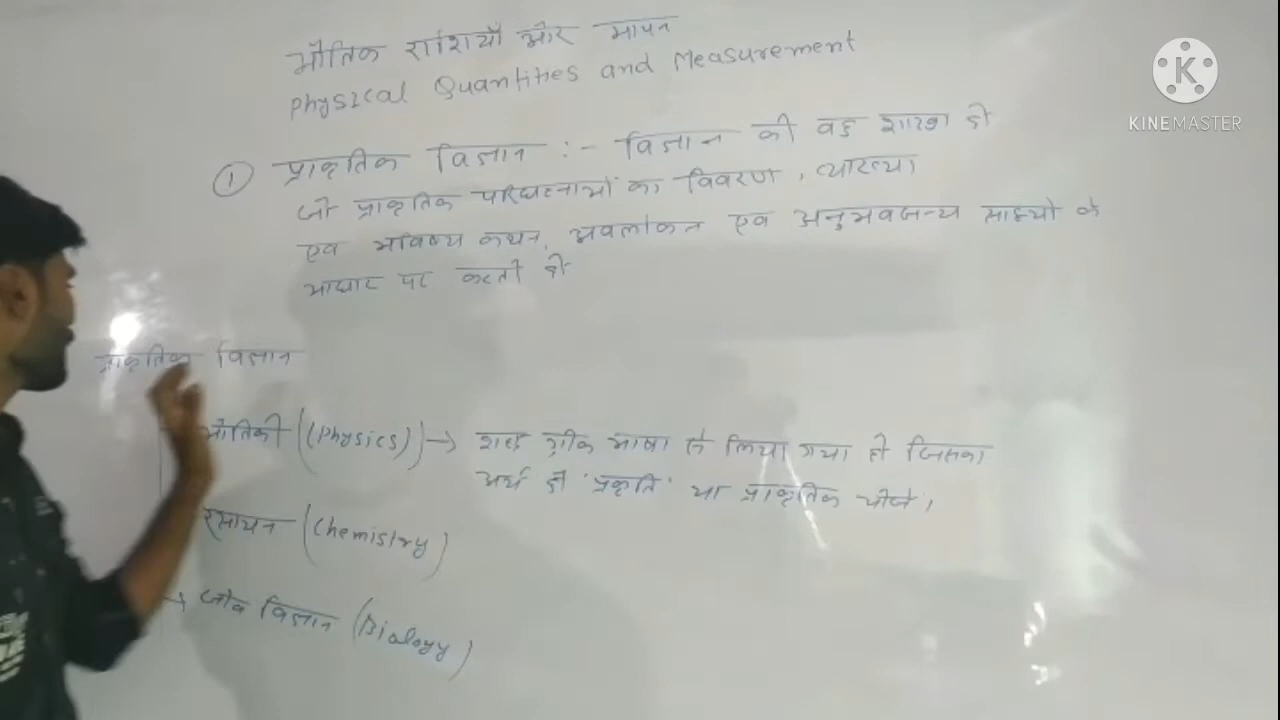 भौतिक राशियाँ और मापन
Physical Quantities and Measurement
① प्राकृतिक विज्ञान :- विज्ञान की वह शाखा है
जो प्राकृतिक परिघटनाओं का विवरण, व्याख्या
एवं भविष्य कथन, अवलोकन एवं अनुभवजन्य साक्ष्यों के
आधार पर करती है
प्राकृतिक विज्ञान
भौतिकी (Physics) → शब्द ग्रीक भाषा से लिया गया है जिसका
अर्थ है 'प्रकृति' या प्राकृतिक चीजें।
रसायन (Chemistry)
→ जीव विज्ञान (Biology)
K
KINEMASTER